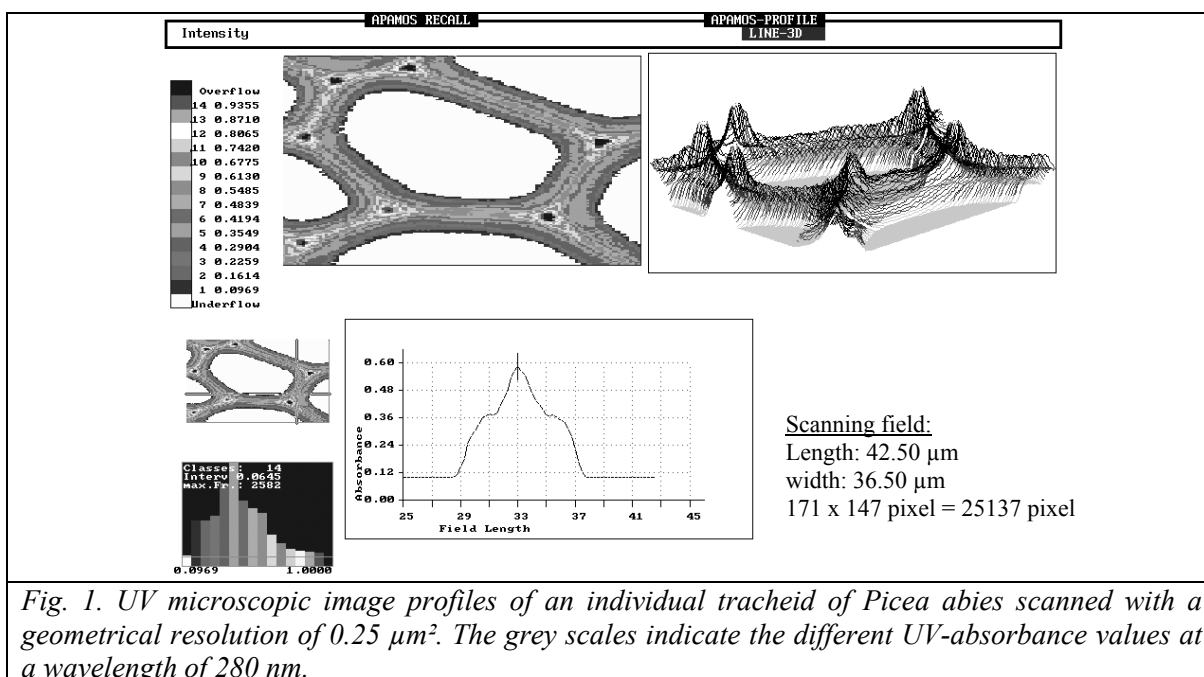 APAMOS RECALL
APAMOS-PROFILE
Intensity
LINE-3D
Overflow
14 0.9355
13 0.8710
12 0.8065
11 0.7420
10 0.6775
9 0.6130
8 0.5485
7 0.4839
6 0.4194
5 0.3549
4 0.2904
3 0.2259
2 0.1614
1 0.0969
Underflow
0.60
0.48
0.36
0.24
0.12
0.00
Absorbance
25 29 33 37 41 45
Field Length
Scanning field:
Length: 42.50 µm
width: 36.50 µm
171 x 147 pixel = 25137 pixel
Classes: 14
Interv 0.0645
max.Fr.: 2582
0.0969 1.0000
Fig. 1. UV microscopic image profiles of an individual tracheid of Picea abies scanned with a
geometrical resolution of 0.25 µm². The grey scales indicate the different UV-absorbance values at
a wavelength of 280 nm.